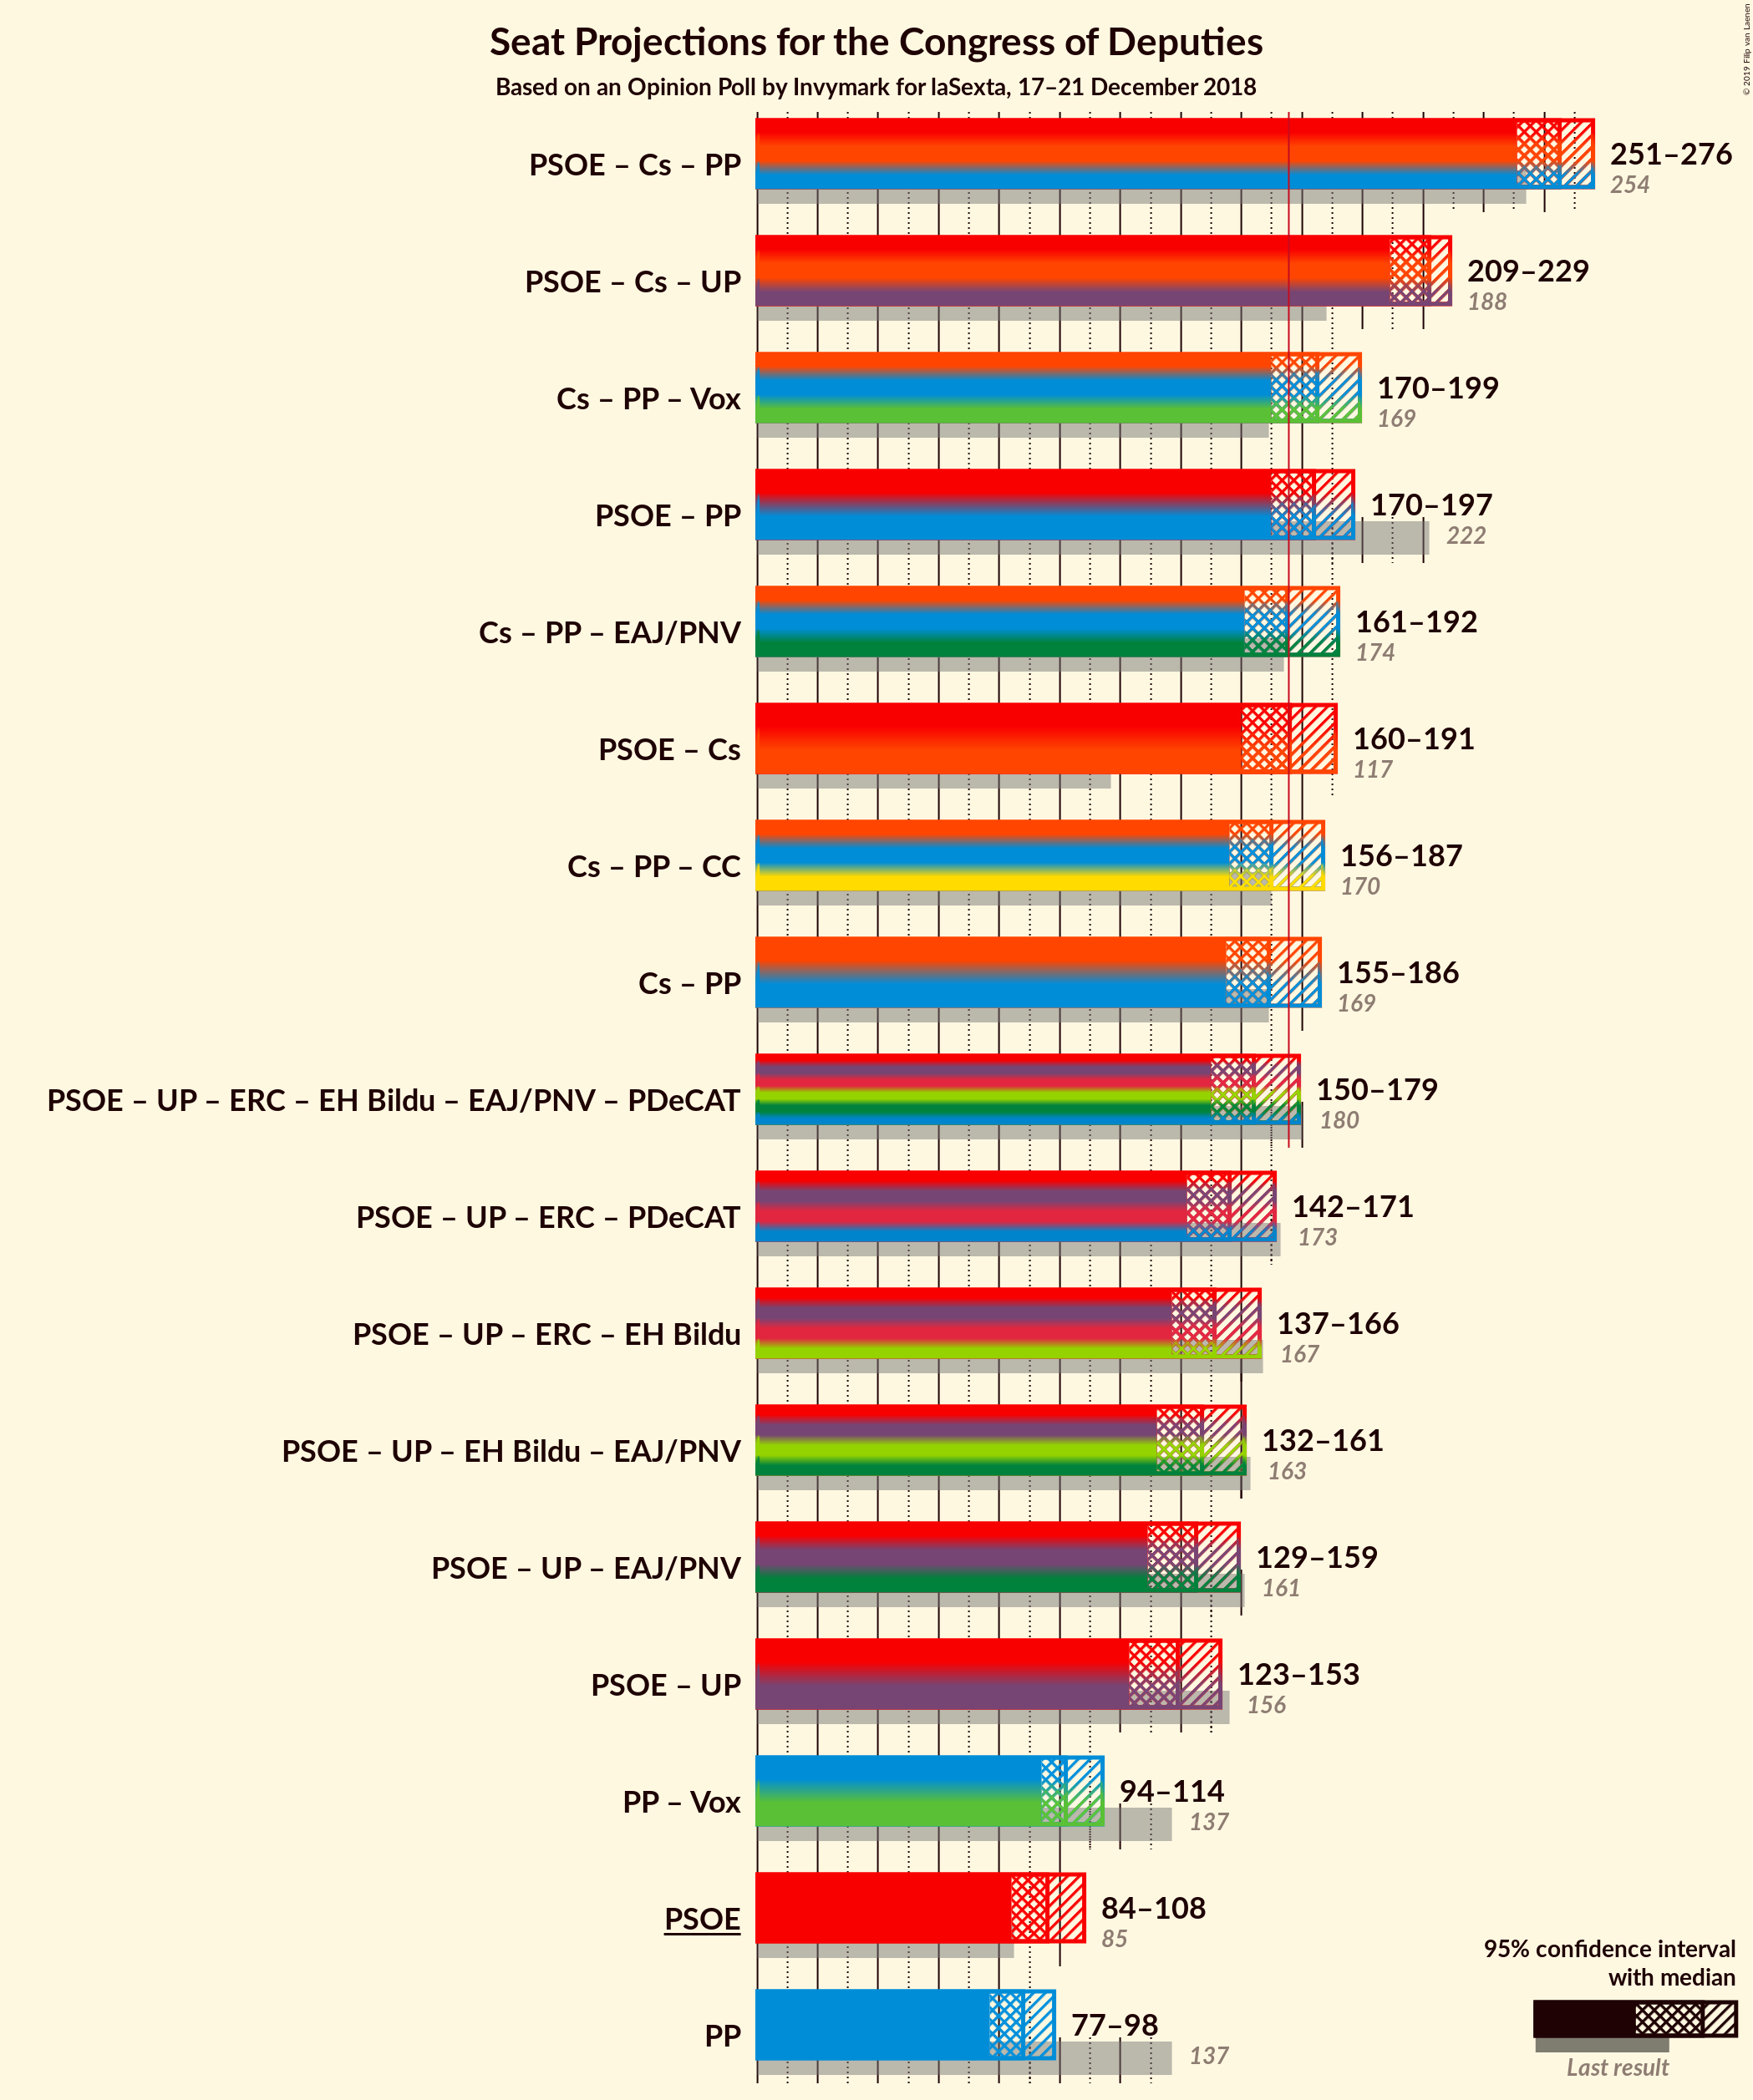 © 2019 Filip van Laenen
Seat Projections for the Congress of Deputies
Based on an Opinion Poll by Invymark for laSexta, 17–21 December 2018
PSOE – Cs – PP
251–276
254
PSOE – Cs – UP
209–229
188
Cs – PP – Vox
170–199
169
PSOE – PP
170–197
222
Cs – PP – EAJ/PNV
161–192
174
PSOE – Cs
160–191
117
Cs – PP – CC
156–187
170
Cs – PP
155–186
169
PSOE – UP – ERC – EH Bildu – EAJ/PNV – PDeCAT
150–179
180
PSOE – UP – ERC – PDeCAT
142–171
173
PSOE – UP – ERC – EH Bildu
137–166
167
PSOE – UP – EH Bildu – EAJ/PNV
132–161
163
PSOE – UP – EAJ/PNV
129–159
161
PSOE – UP
123–153
156
PP – Vox
94–114
137
PSOE
84–108
85
PP
77–98
137
95% confidence interval
with median
Last result